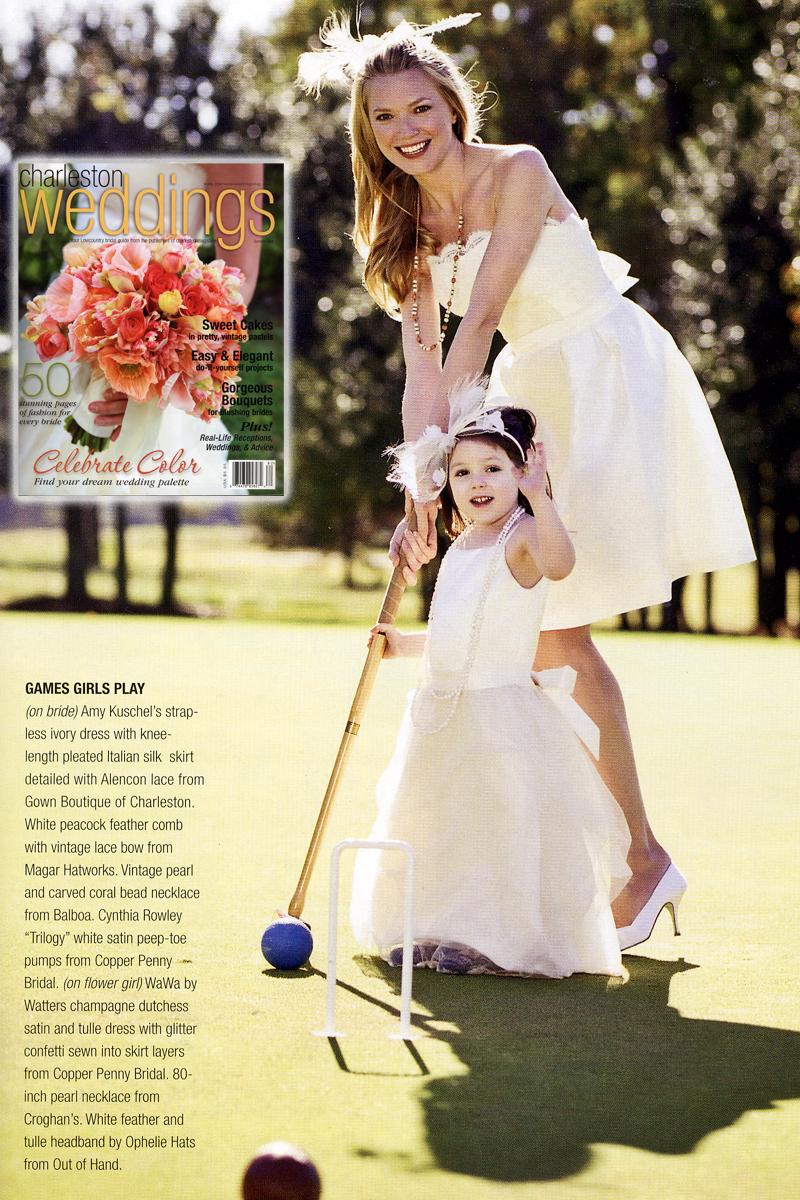 charleston
weddings
Your Lowcountry bridal guide from the publishers of charleston magazine
Sweet Cakes
in pretty, vintage pastels
Easy & Elegant
do-it-yourself projects
Gorgeous
Bouquets
for blushing brides
Plus!
Real-Life Receptions,
Weddings, & Advice
50
stunning pages
of fashion for
every bride
Celebrate Color
Find your dream wedding palette
GAMES GIRLS PLAY
(on bride) Amy Kuschel's strap-
less ivory dress with knee-
length pleated Italian silk skirt
detailed with Alencon lace from
Gown Boutique of Charleston.
White peacock feather comb
with vintage lace bow from
Magar Hatworks. Vintage pearl
and carved coral bead necklace
from Balboa. Cynthia Rowley
“Trilogy” white satin peep-toe
pumps from Copper Penny
Bridal. (on flower girl) WaWa by
Watters champagne dutchess
satin and tulle dress with glitter
confetti sewn into skirt layers
from Copper Penny Bridal. 80-
inch pearl necklace from
Croghan's. White feather and
tulle headband by Ophelie Hats
from Out of Hand.